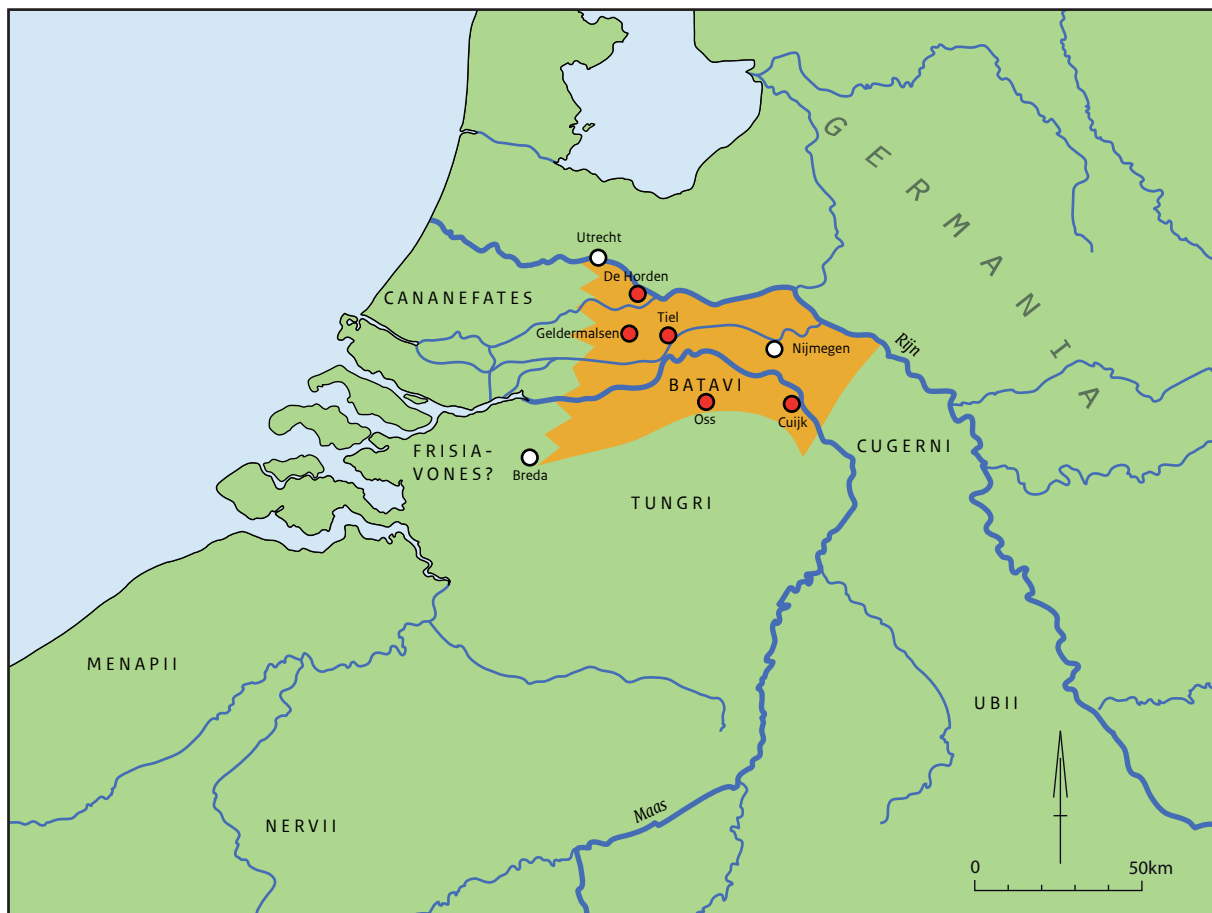 GERMANIA
Utrecht
De Horden
CANANEFATES
Tiel
Geldermalsen
Nijmegen
Rijn
BATAVI
Oss
Cuijk
FRISIA-
VONES?
Breda
CUGERNI
TUNGRI
MENAPII
UBII
Maas
NERVII
0 50km